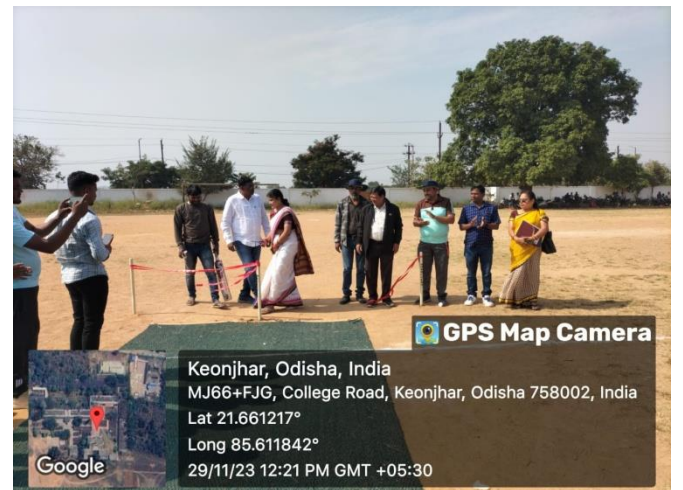 GPS Map Camera
Keonjhar, Odisha, India
MJ66+FJG, College Road, Keonjhar, Odisha 758002, India
Lat 21.661217°
Long 85.611842°
29/11/23 12:21 PM GMT +05:30
Google